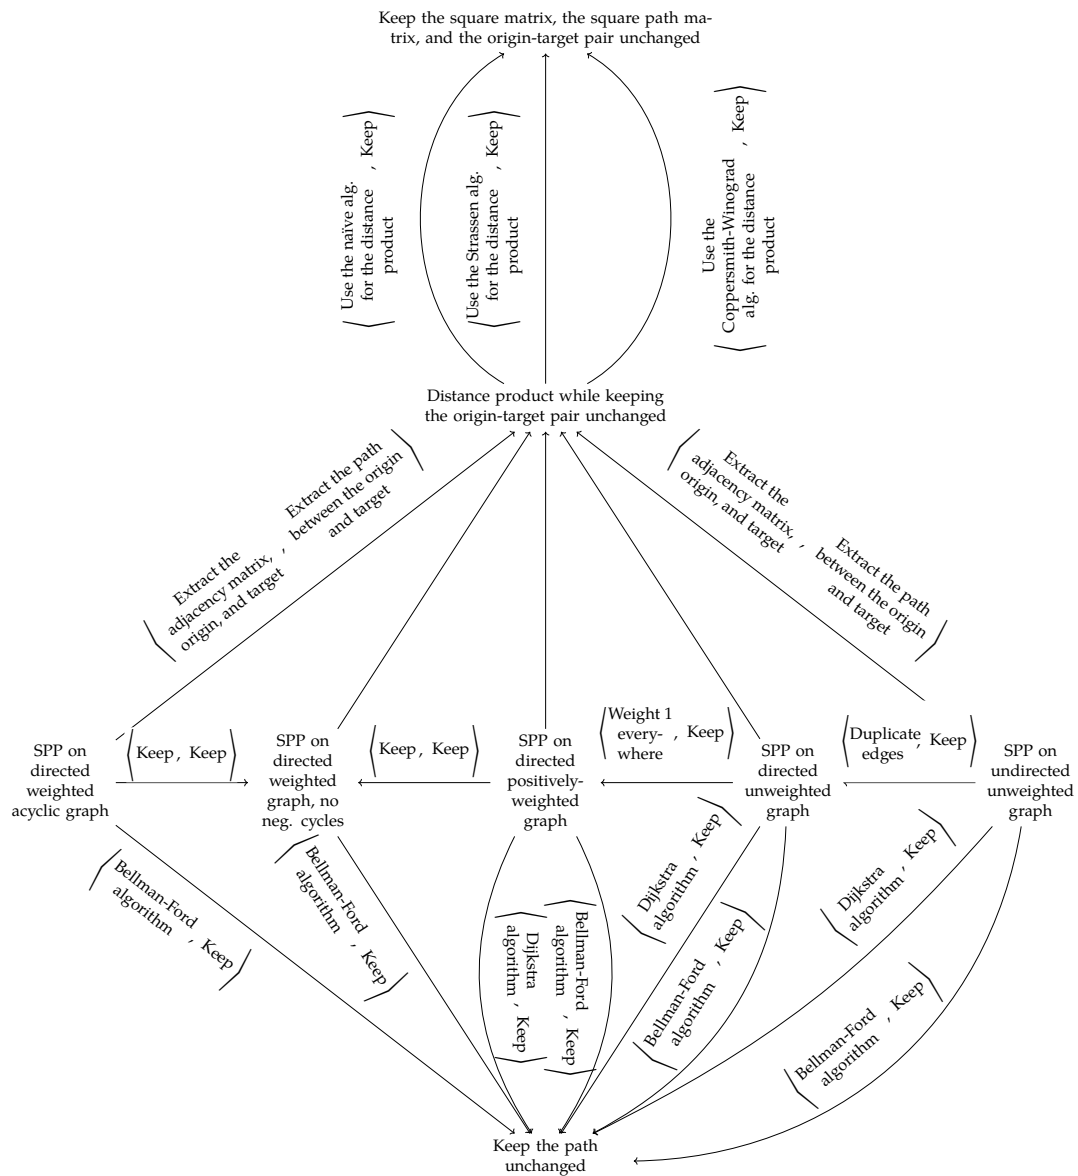 Keep the square matrix, the square path ma-
trix, and the origin-target pair unchanged
Use the naïve alg.
for the distance
product
, Keep
Use the Strassen alg.
for the distance
product
, Keep
Use the
Coppersmith-Winograd
alg. for the distance
product
, Keep
Distance product while keeping
the origin-target pair unchanged
Extract the
adjacency matrix,
origin, and target
,
Extract the path
between the origin
and target
Extract the
adjacency matrix,
origin, and target
,
Extract the path
between the origin
and target
SPP on
directed
weighted
acyclic graph
Keep, Keep
SPP on
directed
weighted
graph, no
neg. cycles
Keep, Keep
SPP on
directed
positively-
weighted
graph
Weight 1
every-
where
, Keep
SPP on
directed
unweighted
graph
Duplicate
edges
, Keep
SPP on
undirected
unweighted
graph
Bellman-Ford
algorithm
, Keep
Bellman-Ford
algorithm
, Keep
Dijkstra
algorithm
, Keep
Bellman-Ford
algorithm
, Keep
Dijkstra
algorithm
, Keep
Bellman-Ford
algorithm
, Keep
Dijkstra
algorithm
, Keep
Bellman-Ford
algorithm
, Keep
Keep the path
unchanged